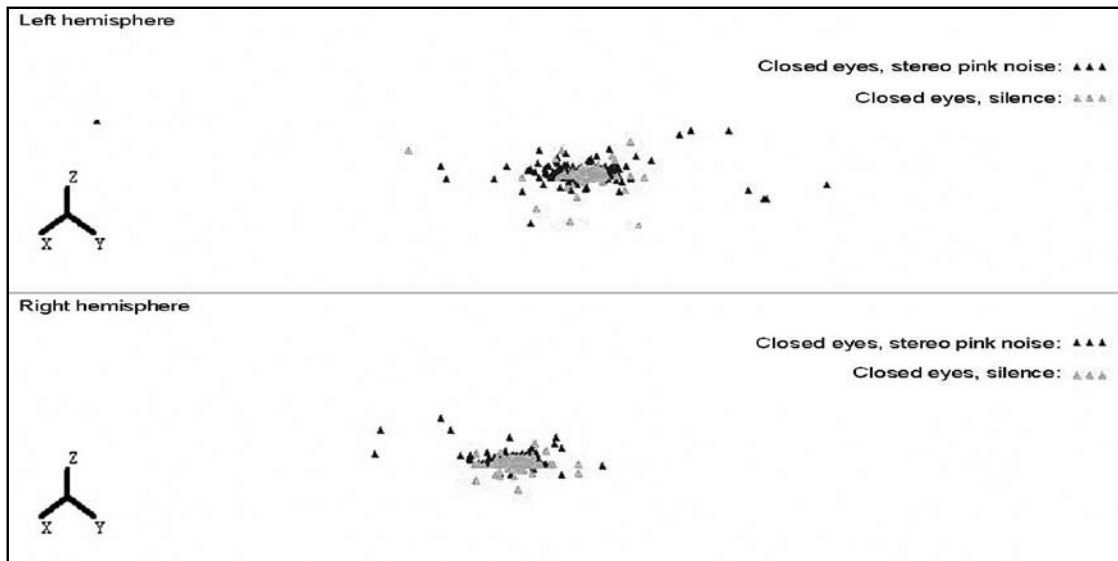 Left hemisphere
Closed eyes, stereo pink noise:
Closed eyes, silence:
Z
X Y
Right hemisphere
Closed eyes, stereo pink noise:
Closed eyes, silence:
Z
X Y